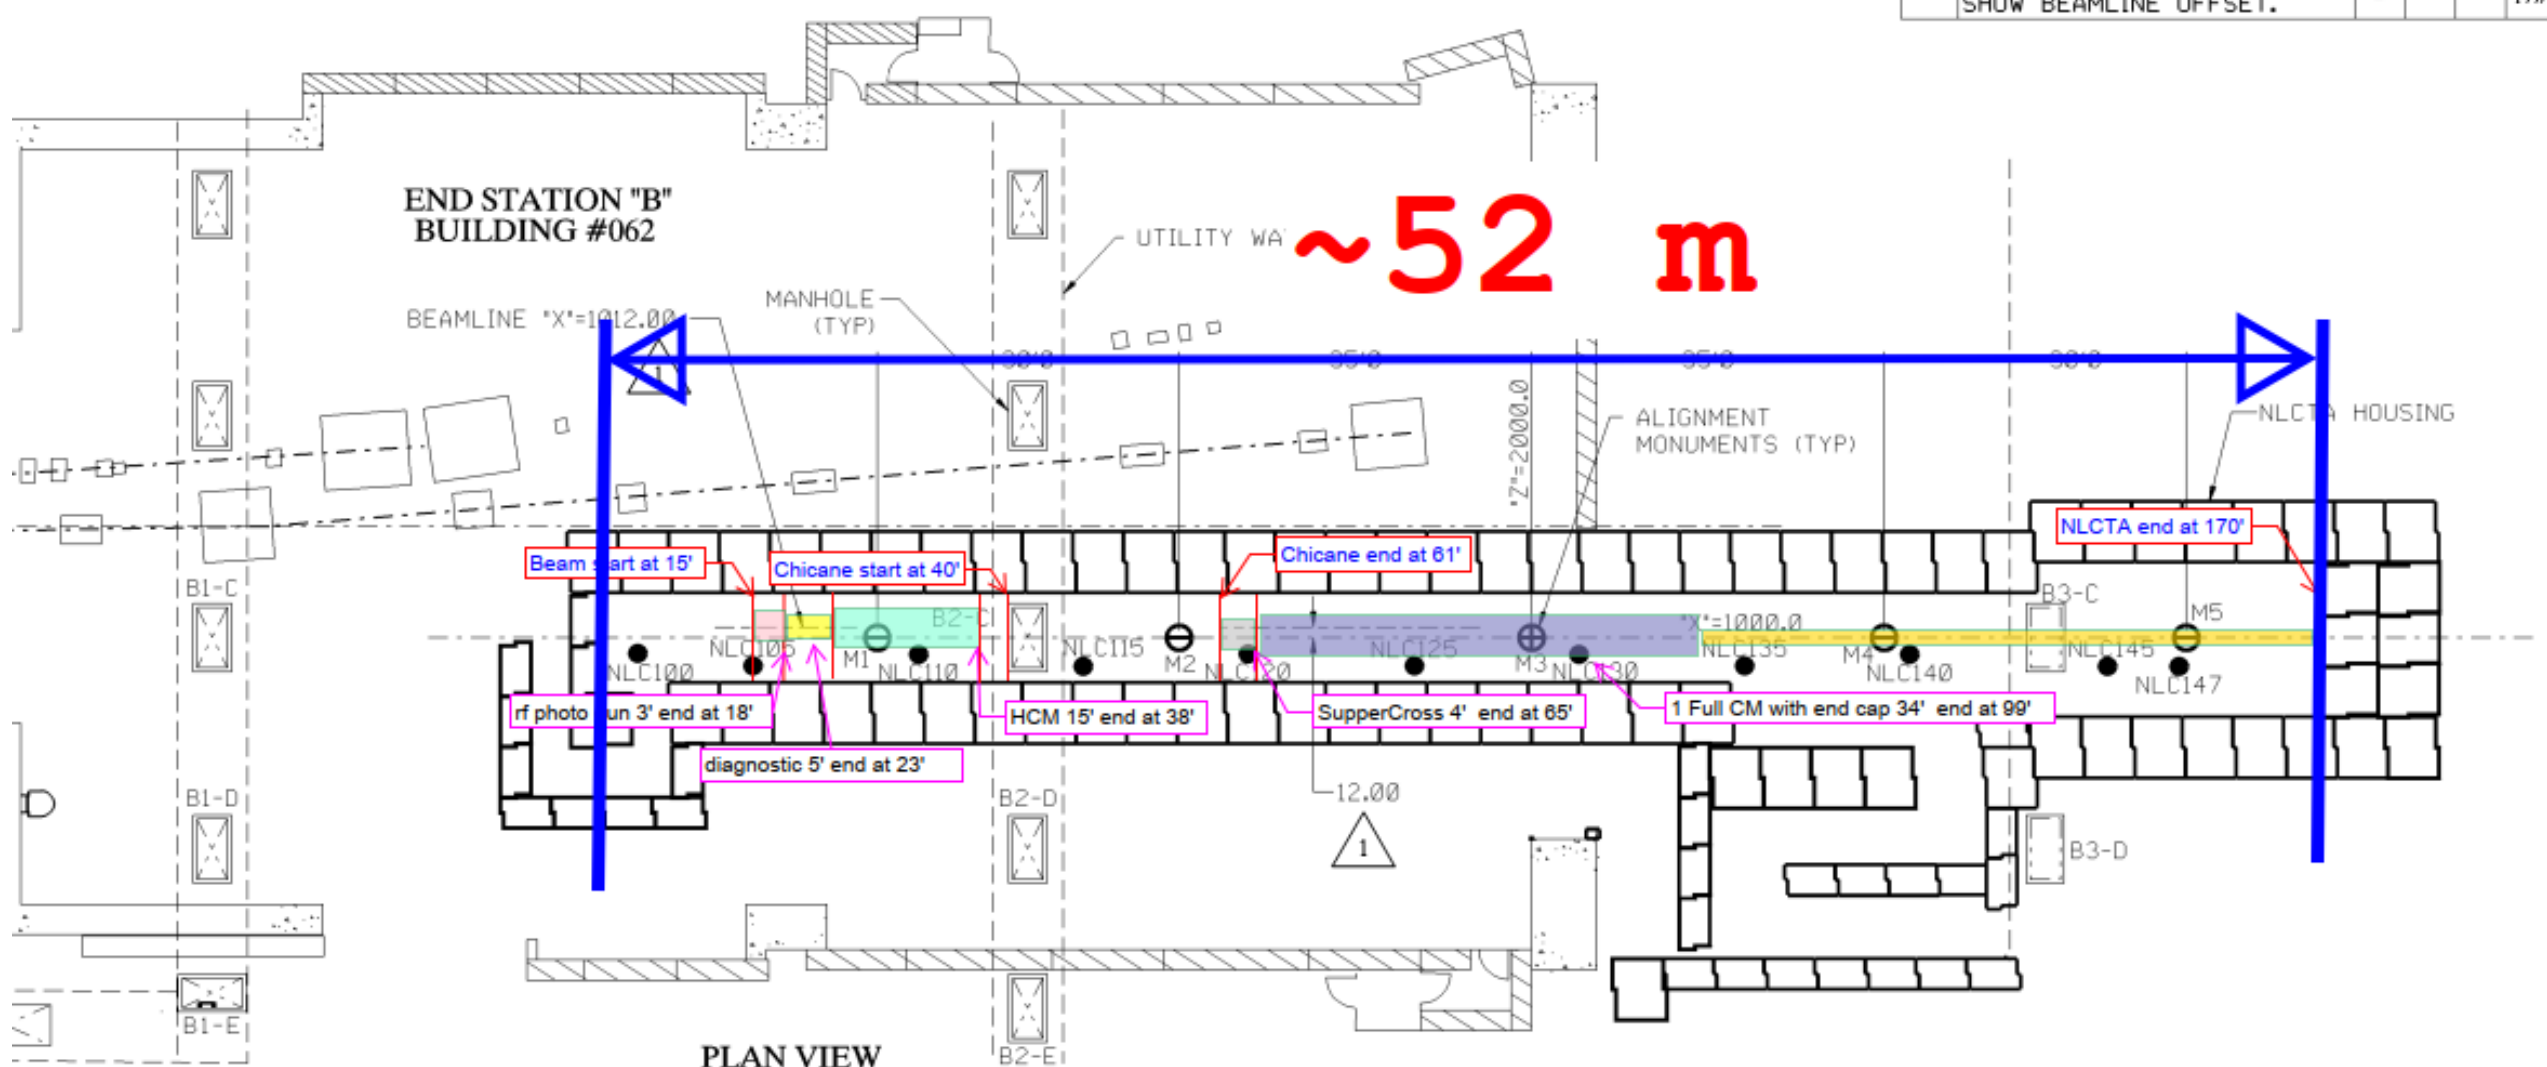 SHOW BEAMLINE OFFSET.
END STATION "B"
BUILDING #062
UTILITY WA
~52 m
MANHOLE
(TYP)
BEAMLINE "X"=1012.00
1
30'0
35'0
35'0
30'0
"Z"=2000.0
ALIGNMENT
MONUMENTS (TYP)
NLCTA HOUSING
NLCTA end at 170'
Beam start at 15'
Chicane start at 40'
Chicane end at 61'
B1-C
B2-C
B3-C
"X"=1000.0
M5
NLC100
NLC105
M1
NLC110
NLC115
M2
NLC120
NLC125
M3
NLC130
NLC135
M4
NLC140
NLC145
NLC147
rf photo gun 3' end at 18'
HCM 15' end at 38'
SupperCross 4' end at 65'
1 Full CM with end cap 34' end at 99'
diagnostic 5' end at 23'
B1-D
B2-D
12.00
1
B3-D
B1-E
PLAN VIEW
B2-E